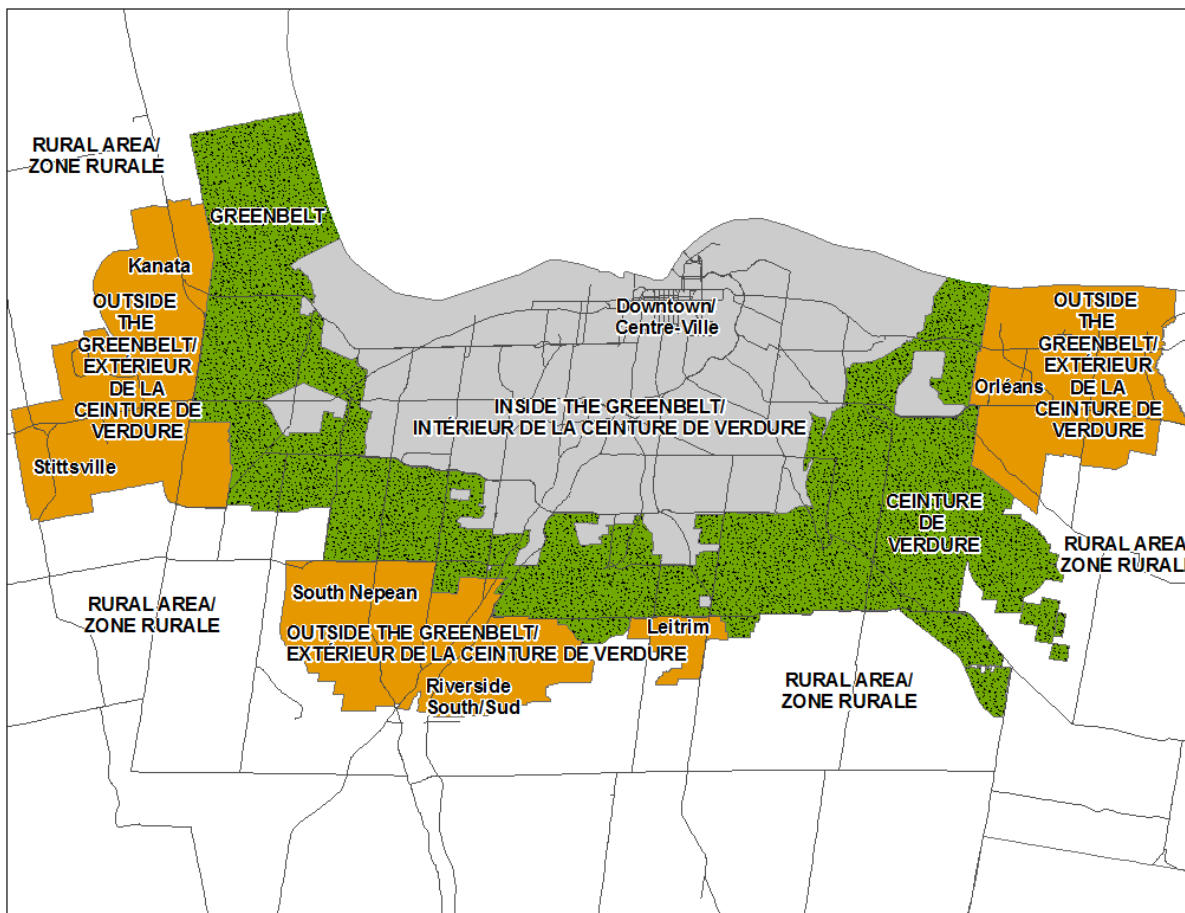 RURAL AREA/
ZONE RURALE
GREENBELT
Kanata
OUTSIDE
THE
GREENBELT/
EXTÉRIEUR
DE LA
CEINTURE DE
VERDURE
Stittsville
Downtown/
Centre-Ville
INSIDE THE GREENBELT/
INTÉRIEUR DE LA CEINTURE DE VERDURE
OUTSIDE
THE
GREENBELT/
EXTÉRIEUR
DE LA
CEINTURE DE
VERDURE
Orléans
CEINTURE
DE
VERDURE
RURAL AREA/
ZONE RURALE
RURAL AREA/
ZONE RURALE
South Nepean
OUTSIDE THE GREENBELT/
EXTÉRIEUR DE LA CEINTURE DE VERDURE
Riverside
South/Sud
Leitrim
RURAL AREA/
ZONE RURALE